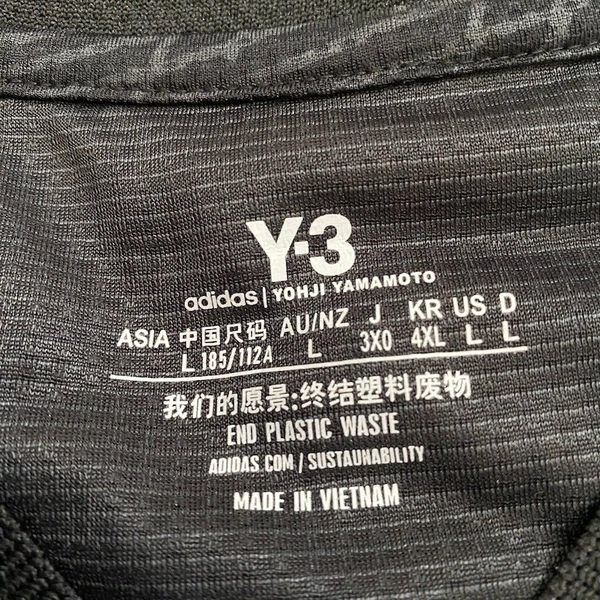 Y-3
adidas | YOHJI YAMAMOTO
ASIA 中国尺码 AU/NZ J KR US D
L 185/112A L 3XO 4XL L L
我们的愿景:终结塑料废物
END PLASTIC WASTE
ADIDAS.COM / SUSTAUNABILITY
MADE IN VIETNAM